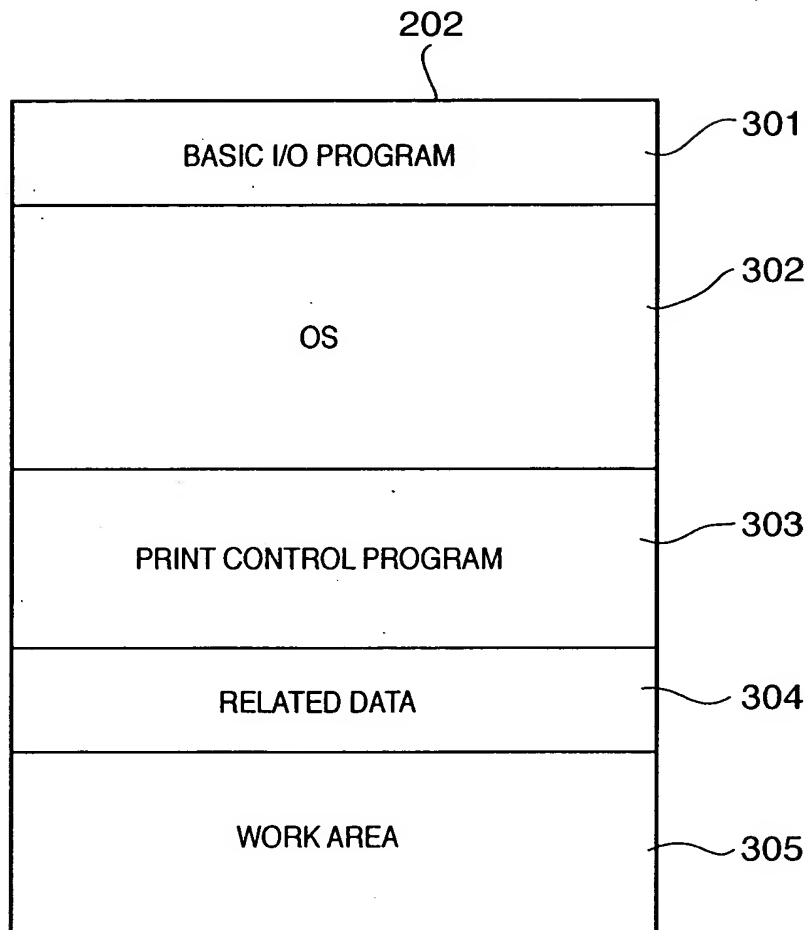 202
BASIC I/O PROGRAM
301
OS
302
PRINT CONTROL PROGRAM
303
RELATED DATA
304
WORK AREA
305